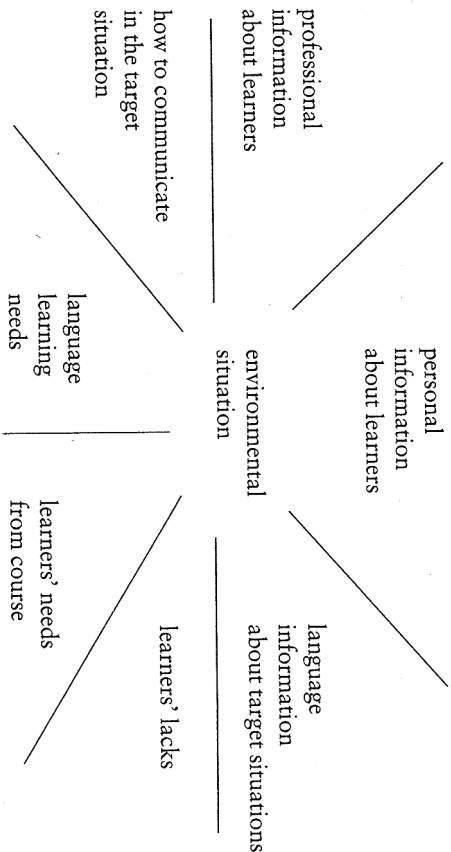 personal
information
about learners
professional
information
about learners
language
information
about target situations
environmental
situation
how to communicate
in the target
situation
learners' lacks
language
learning
needs
learners' needs
from course